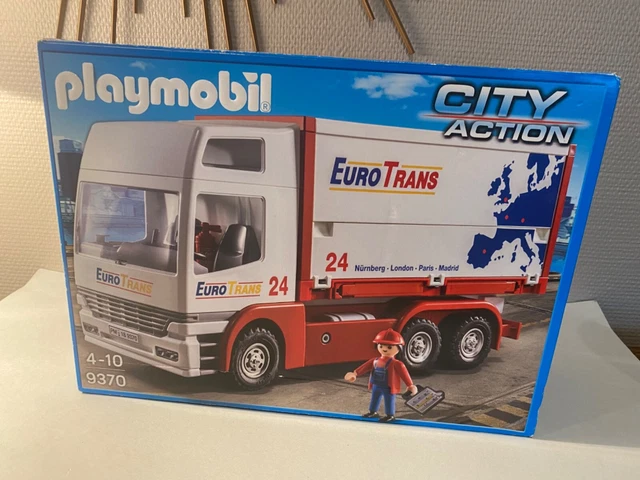 playmobil®
CITY
ACTION
EURO TRANS
24 Nürnberg - London - Paris - Madrid
EURO TRANS
EURO TRANS 24
4-10
9370